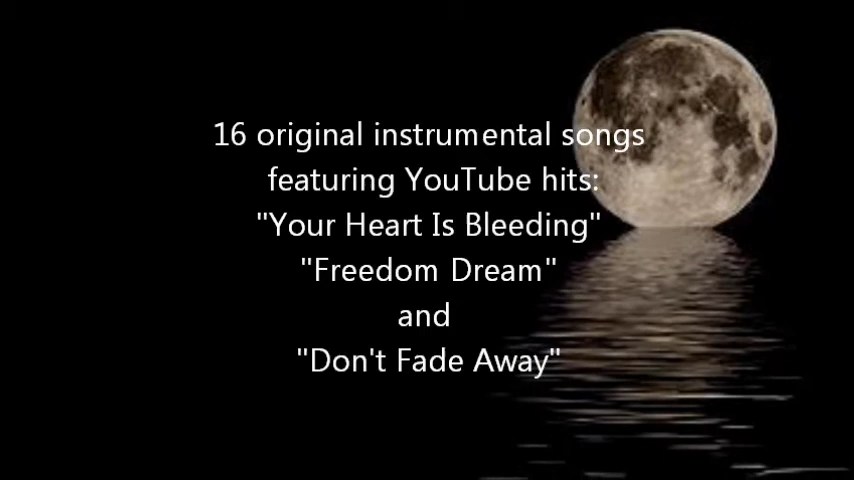 16 original instrumental songs
featuring YouTube hits:
"Your Heart Is Bleeding"
"Freedom Dream"
and
"Don't Fade Away"